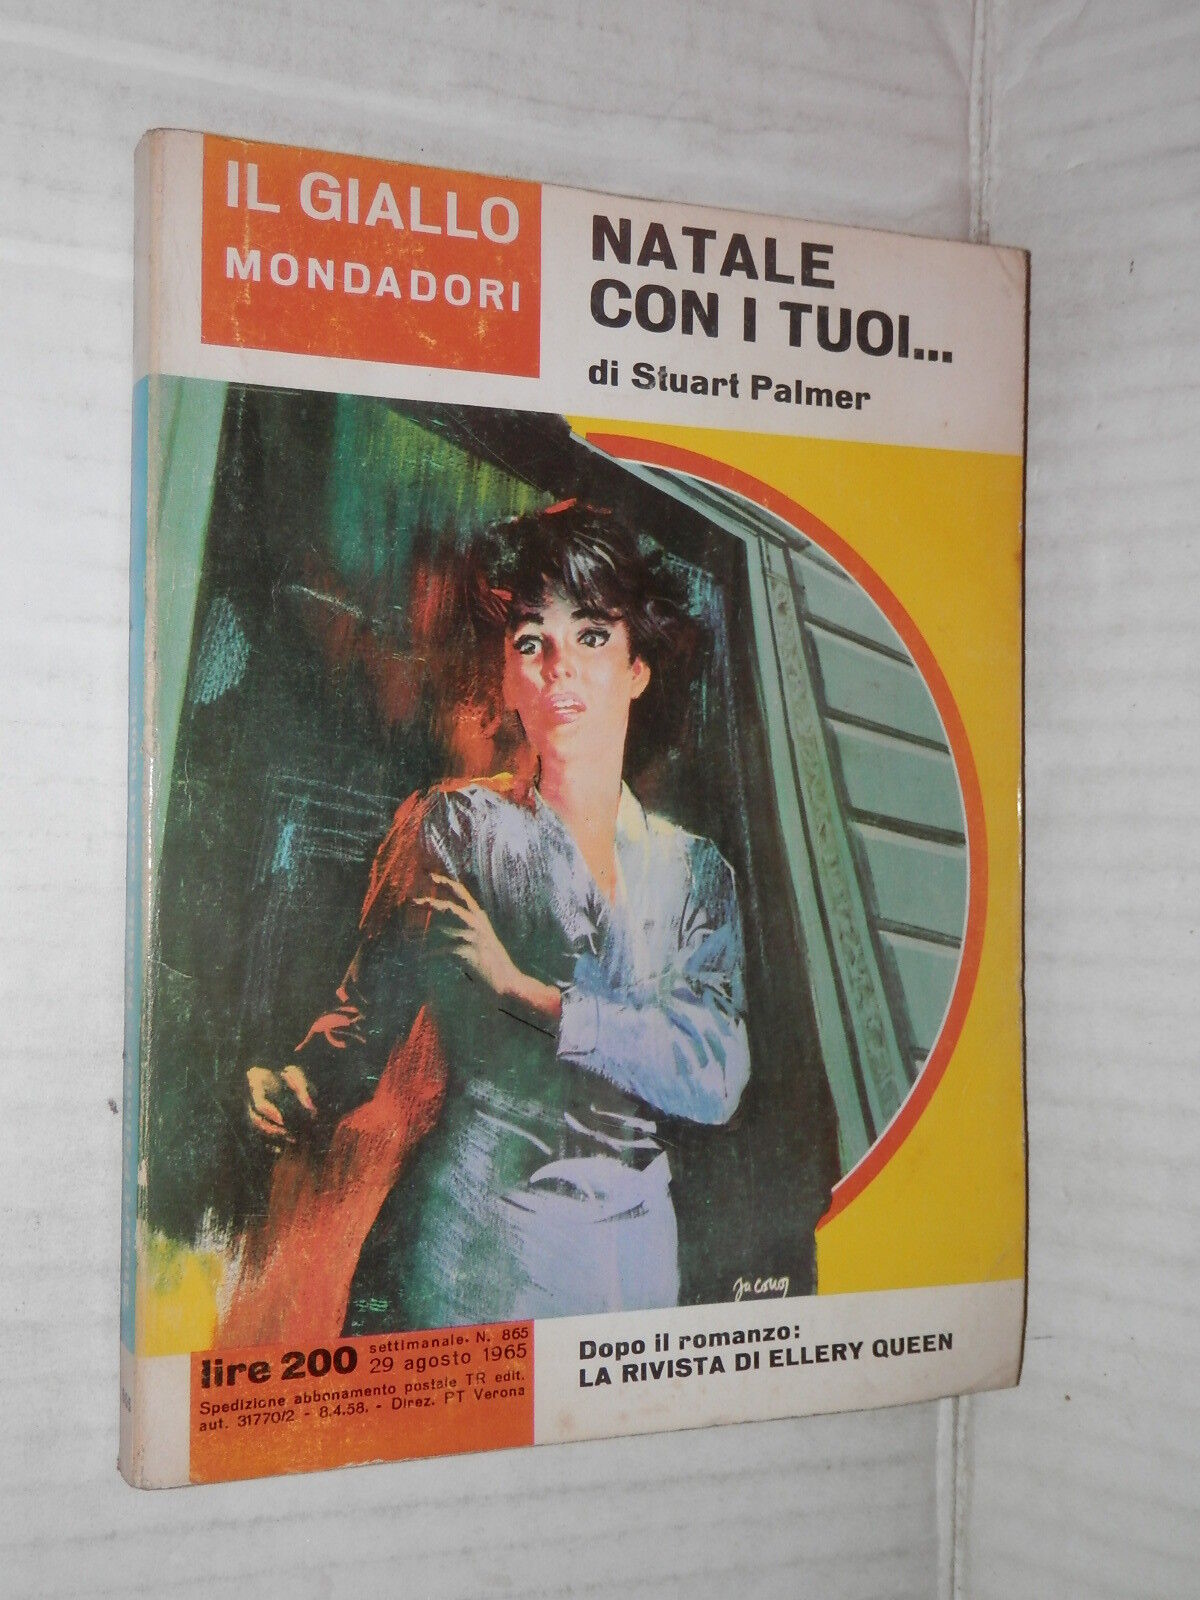 IL GIALLO
MONDADORI
NATALE
CON I TUOI...
di Stuart Palmer
Jacono
lire 200
settimanale - N. 865
29 agosto 1965
Spedizione abbonamento postale TR edit.
aut. 31770/2 - 8.4.58. - Direz. PT Verona
Dopo il romanzo:
LA RIVISTA DI ELLERY QUEEN